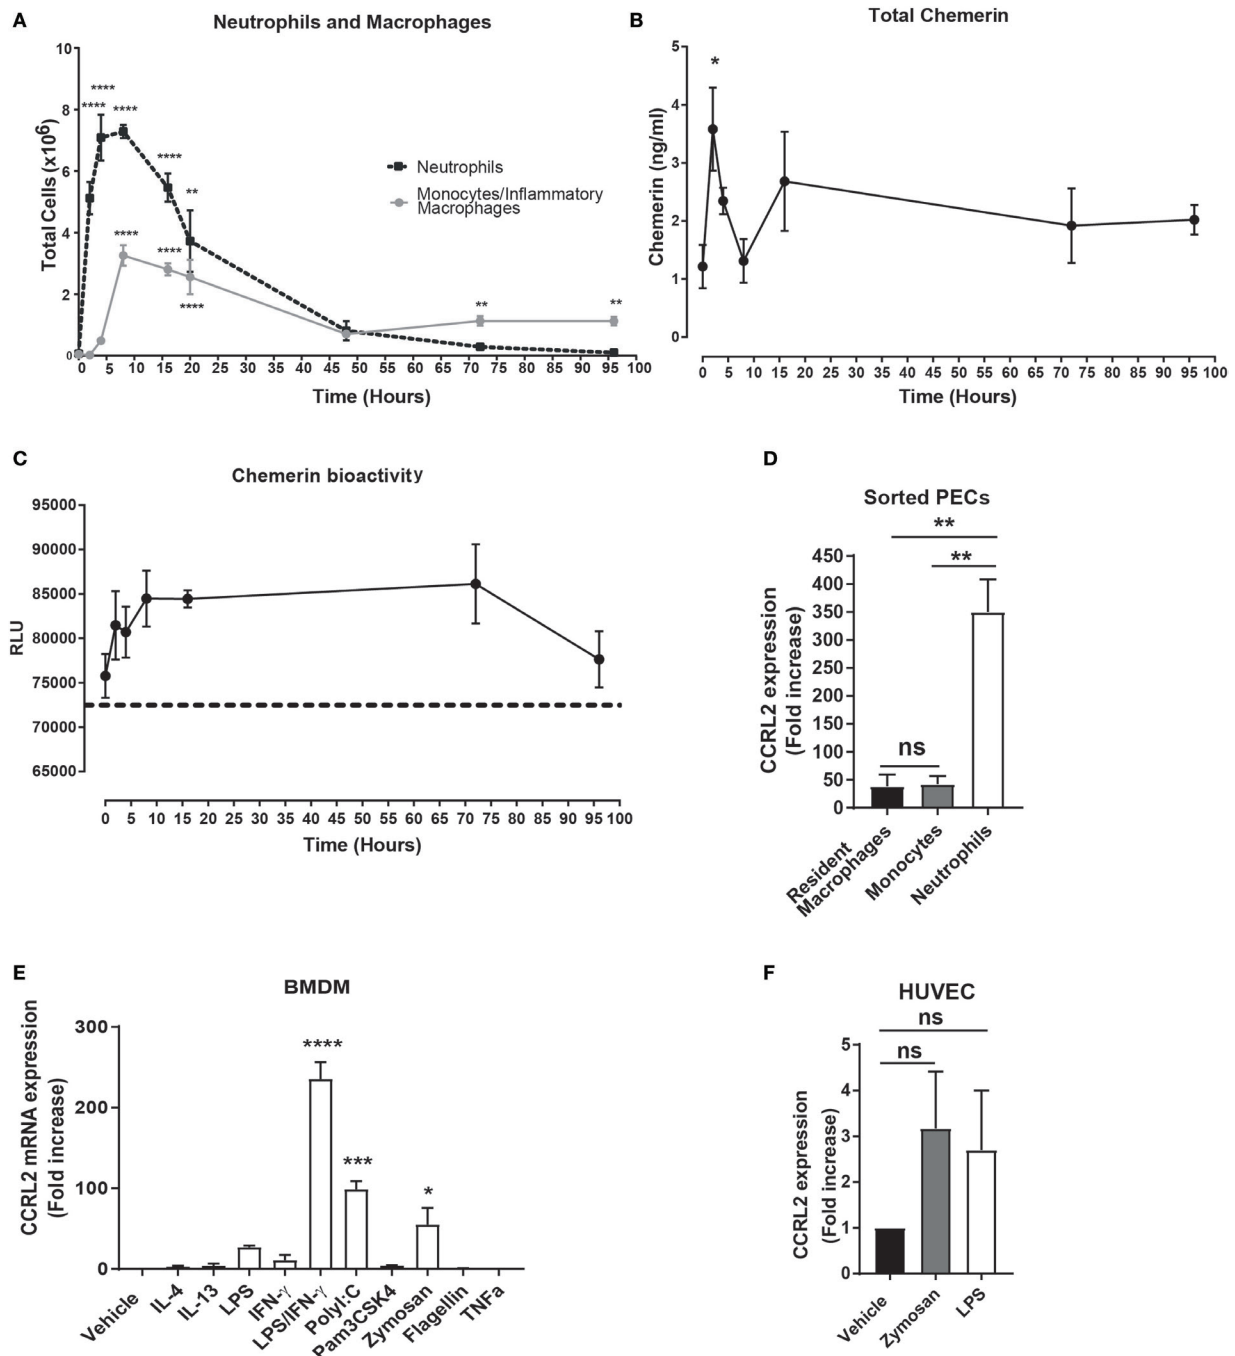 A
Neutrophils and Macrophages
10
8
6
4
2
0
Total Cells (x10⁶)
****
****
****
****
**
****
****
****
**
**
Neutrophils
Monocytes/Inflammatory
Macrophages
0 5 10 15 20 25 30 35 40 45 50 55 60 65 70 75 80 85 90 95 100
Time (Hours)
B
Total Chemerin
5
4
3
2
1
0
Chemerin (ng/ml)
*
0 5 10 15 20 25 30 35 40 45 50 55 60 65 70 75 80 85 90 95 100
Time (Hours)
C
Chemerin bioactivity
95000
90000
85000
80000
75000
70000
65000
RLU
0 5 10 15 20 25 30 35 40 45 50 55 60 65 70 75 80 85 90 95 100
Time (Hours)
D
Sorted PECs
**
**
ns
450
400
350
300
250
200
150
100
50
0
CCRL2 expression
(Fold increase)
Resident
Macrophages
Monocytes
Neutrophils
E
BMDM
300
200
100
0
CCRL2 mRNA expression
(Fold increase)
****
***
*
Vehicle
IL-4
IL-13
LPS
IFN-γ
LPS/IFN-γ
PolyI:C
Pam3CSK4
Zymosan
Flagellin
TNFa
F
HUVEC
ns
ns
5
4
3
2
1
0
CCRL2 expression
(Fold increase)
Vehicle
Zymosan
LPS